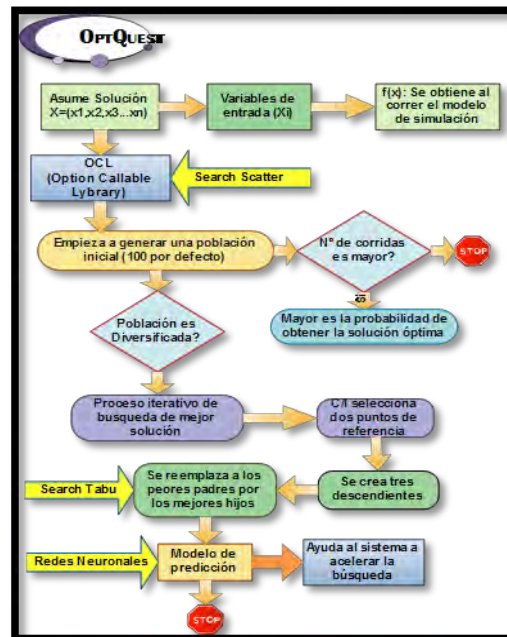 OPTQUEST
Asume Solución
X=(x1,x2,x3...xn)
Variables de
entrada (Xi)
f(x): Se obtiene al
correr el modelo
de simulación
OCL
(Option Callable
Lybrary)
Search Scatter
Empieza a generar una población
inicial (100 por defecto)
Nº de corridas
es mayor?
STOP
Si
Mayor es la probabilidad de
obtener la solución óptima
Población es
Diversificada?
Proceso iterativo de
busqueda de mejor
solución
C/I selecciona
dos puntos de
referencia
Search Tabu
Se reemplaza a los
peores padres por
los mejores hijos
Se crea tres
descendientes
Redes Neuronales
Modelo de
predicción
Ayuda al sistema a
acelerar la
búsqueda
STOP